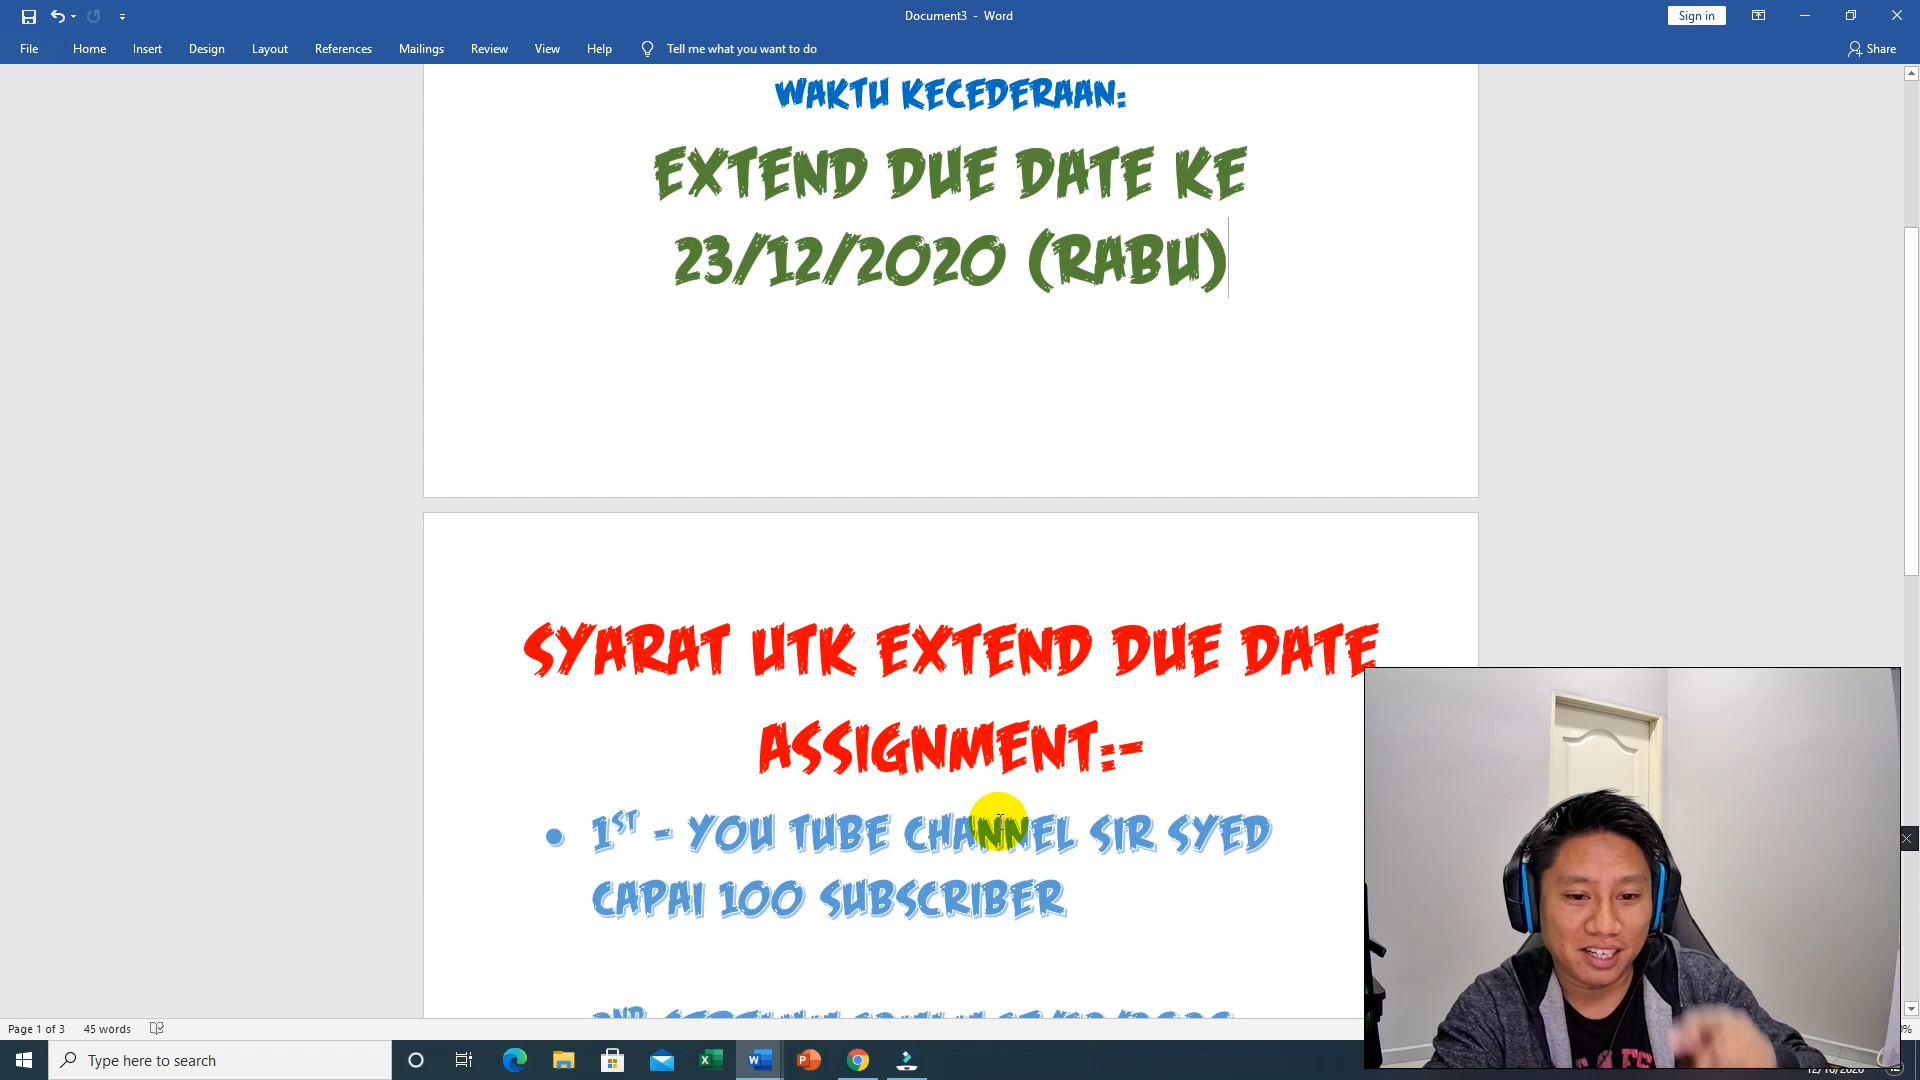 Document3 - Word
Sign in
File Home Insert Design Layout References Mailings Review View Help Tell me what you want to do Share
WAKTU KECEDERAAN:
EXTEND DUE DATE KE
23/12/2020 (RABU)
SYARAT UTK EXTEND DUE DATE
ASSIGNMENT:-
• 1ST - YOU TUBE CHANNEL SIR SYED
CAPAI 100 SUBSCRIBER
Page 1 of 3 45 words
Type here to search